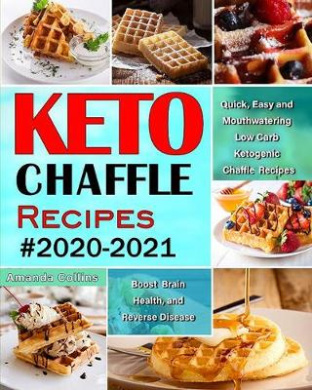 KETO
CHAFFLE
RECIPES
#2020-2021
Quick, Easy and
Mouthwatering
Low Carb
Ketogenic
Chaffle Recipes
Amanda Collins
Boost Brain
Health, and
Reverse Disease